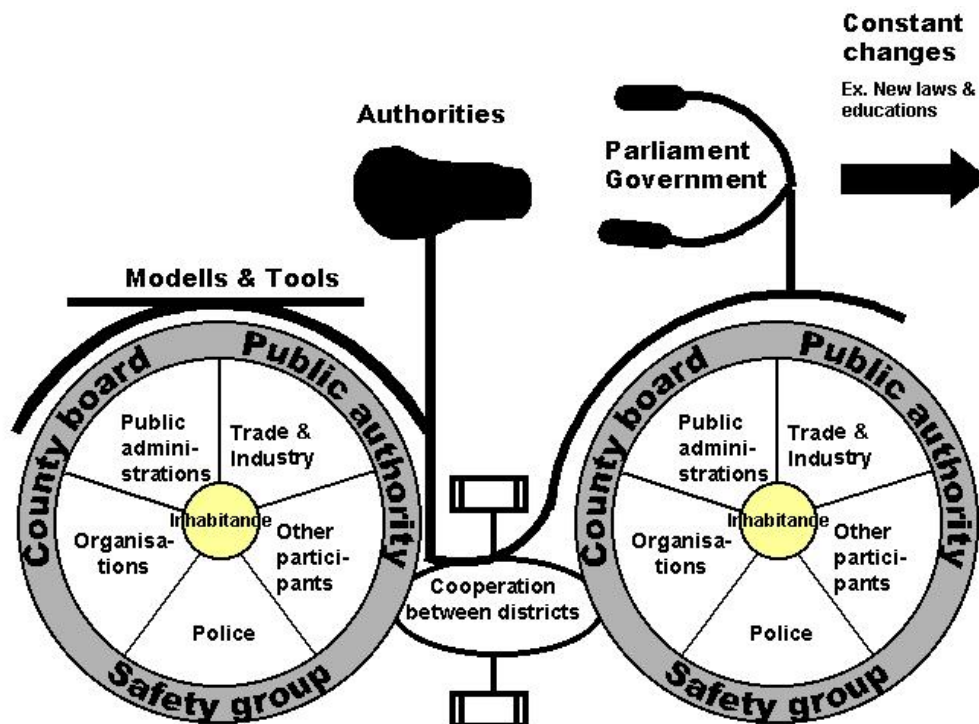 Constant
changes
Ex. New laws &
educations
Authorities
Parliament
Government
Modells & Tools
County board
Public authority
Safety group
Public
admini-
strations
Trade &
Industry
Inhabitance
Organisa-
tions
Other
partici-
pants
Police
Cooperation
between districts
County board
Public authority
Safety group
Public
admini-
strations
Trade &
Industry
Inhabitance
Organisa-
tions
Other
partici-
pants
Police